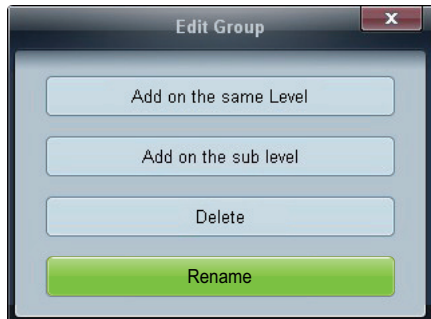 Edit Group
x
Add on the same Level
Add on the sub level
Delete
Rename